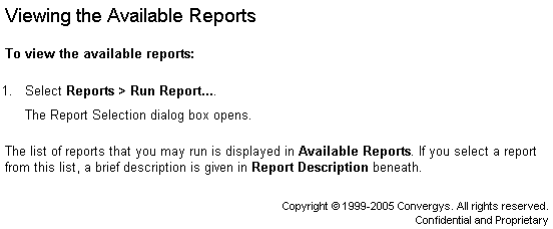 Viewing the Available Reports
To view the available reports:
1. Select Reports > Run Report....
The Report Selection dialog box opens.
The list of reports that you may run is displayed in Available Reports. If you select a report
from this list, a brief description is given in Report Description beneath.
Copyright © 1999-2005 Convergys. All rights reserved.
Confidential and Proprietary